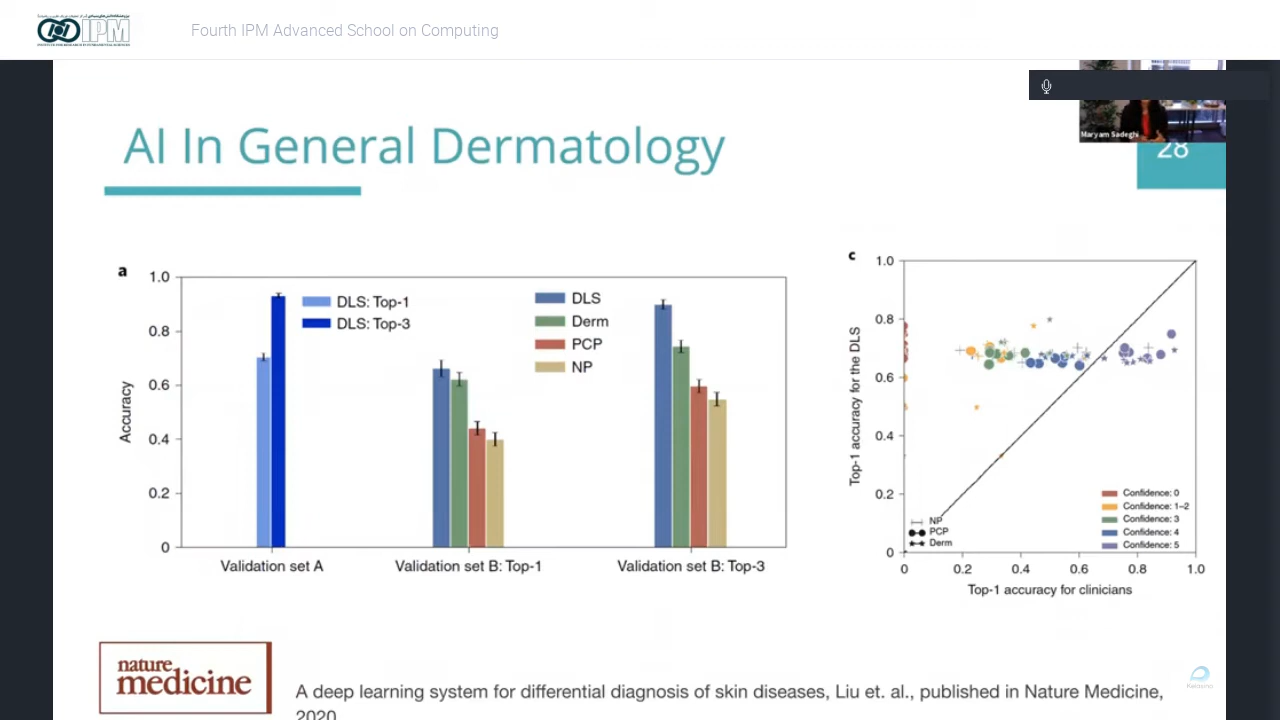 IPM
Fourth IPM Advanced School on Computing
Maryam Sadeghi
28
AI In General Dermatology
a
1.0
0.8
0.6
0.4
0.2
0
Accuracy
DLS: Top-1
DLS: Top-3
DLS
Derm
PCP
NP
Validation set A
Validation set B: Top-1
Validation set B: Top-3
c
1.0
0.8
0.6
0.4
0.2
0
Top-1 accuracy for the DLS
NP
PCP
Derm
Confidence: 0
Confidence: 1–2
Confidence: 3
Confidence: 4
Confidence: 5
0 0.2 0.4 0.6 0.8 1.0
Top-1 accuracy for clinicians
nature
medicine
A deep learning system for differential diagnosis of skin diseases, Liu et. al., published in Nature Medicine,
2020